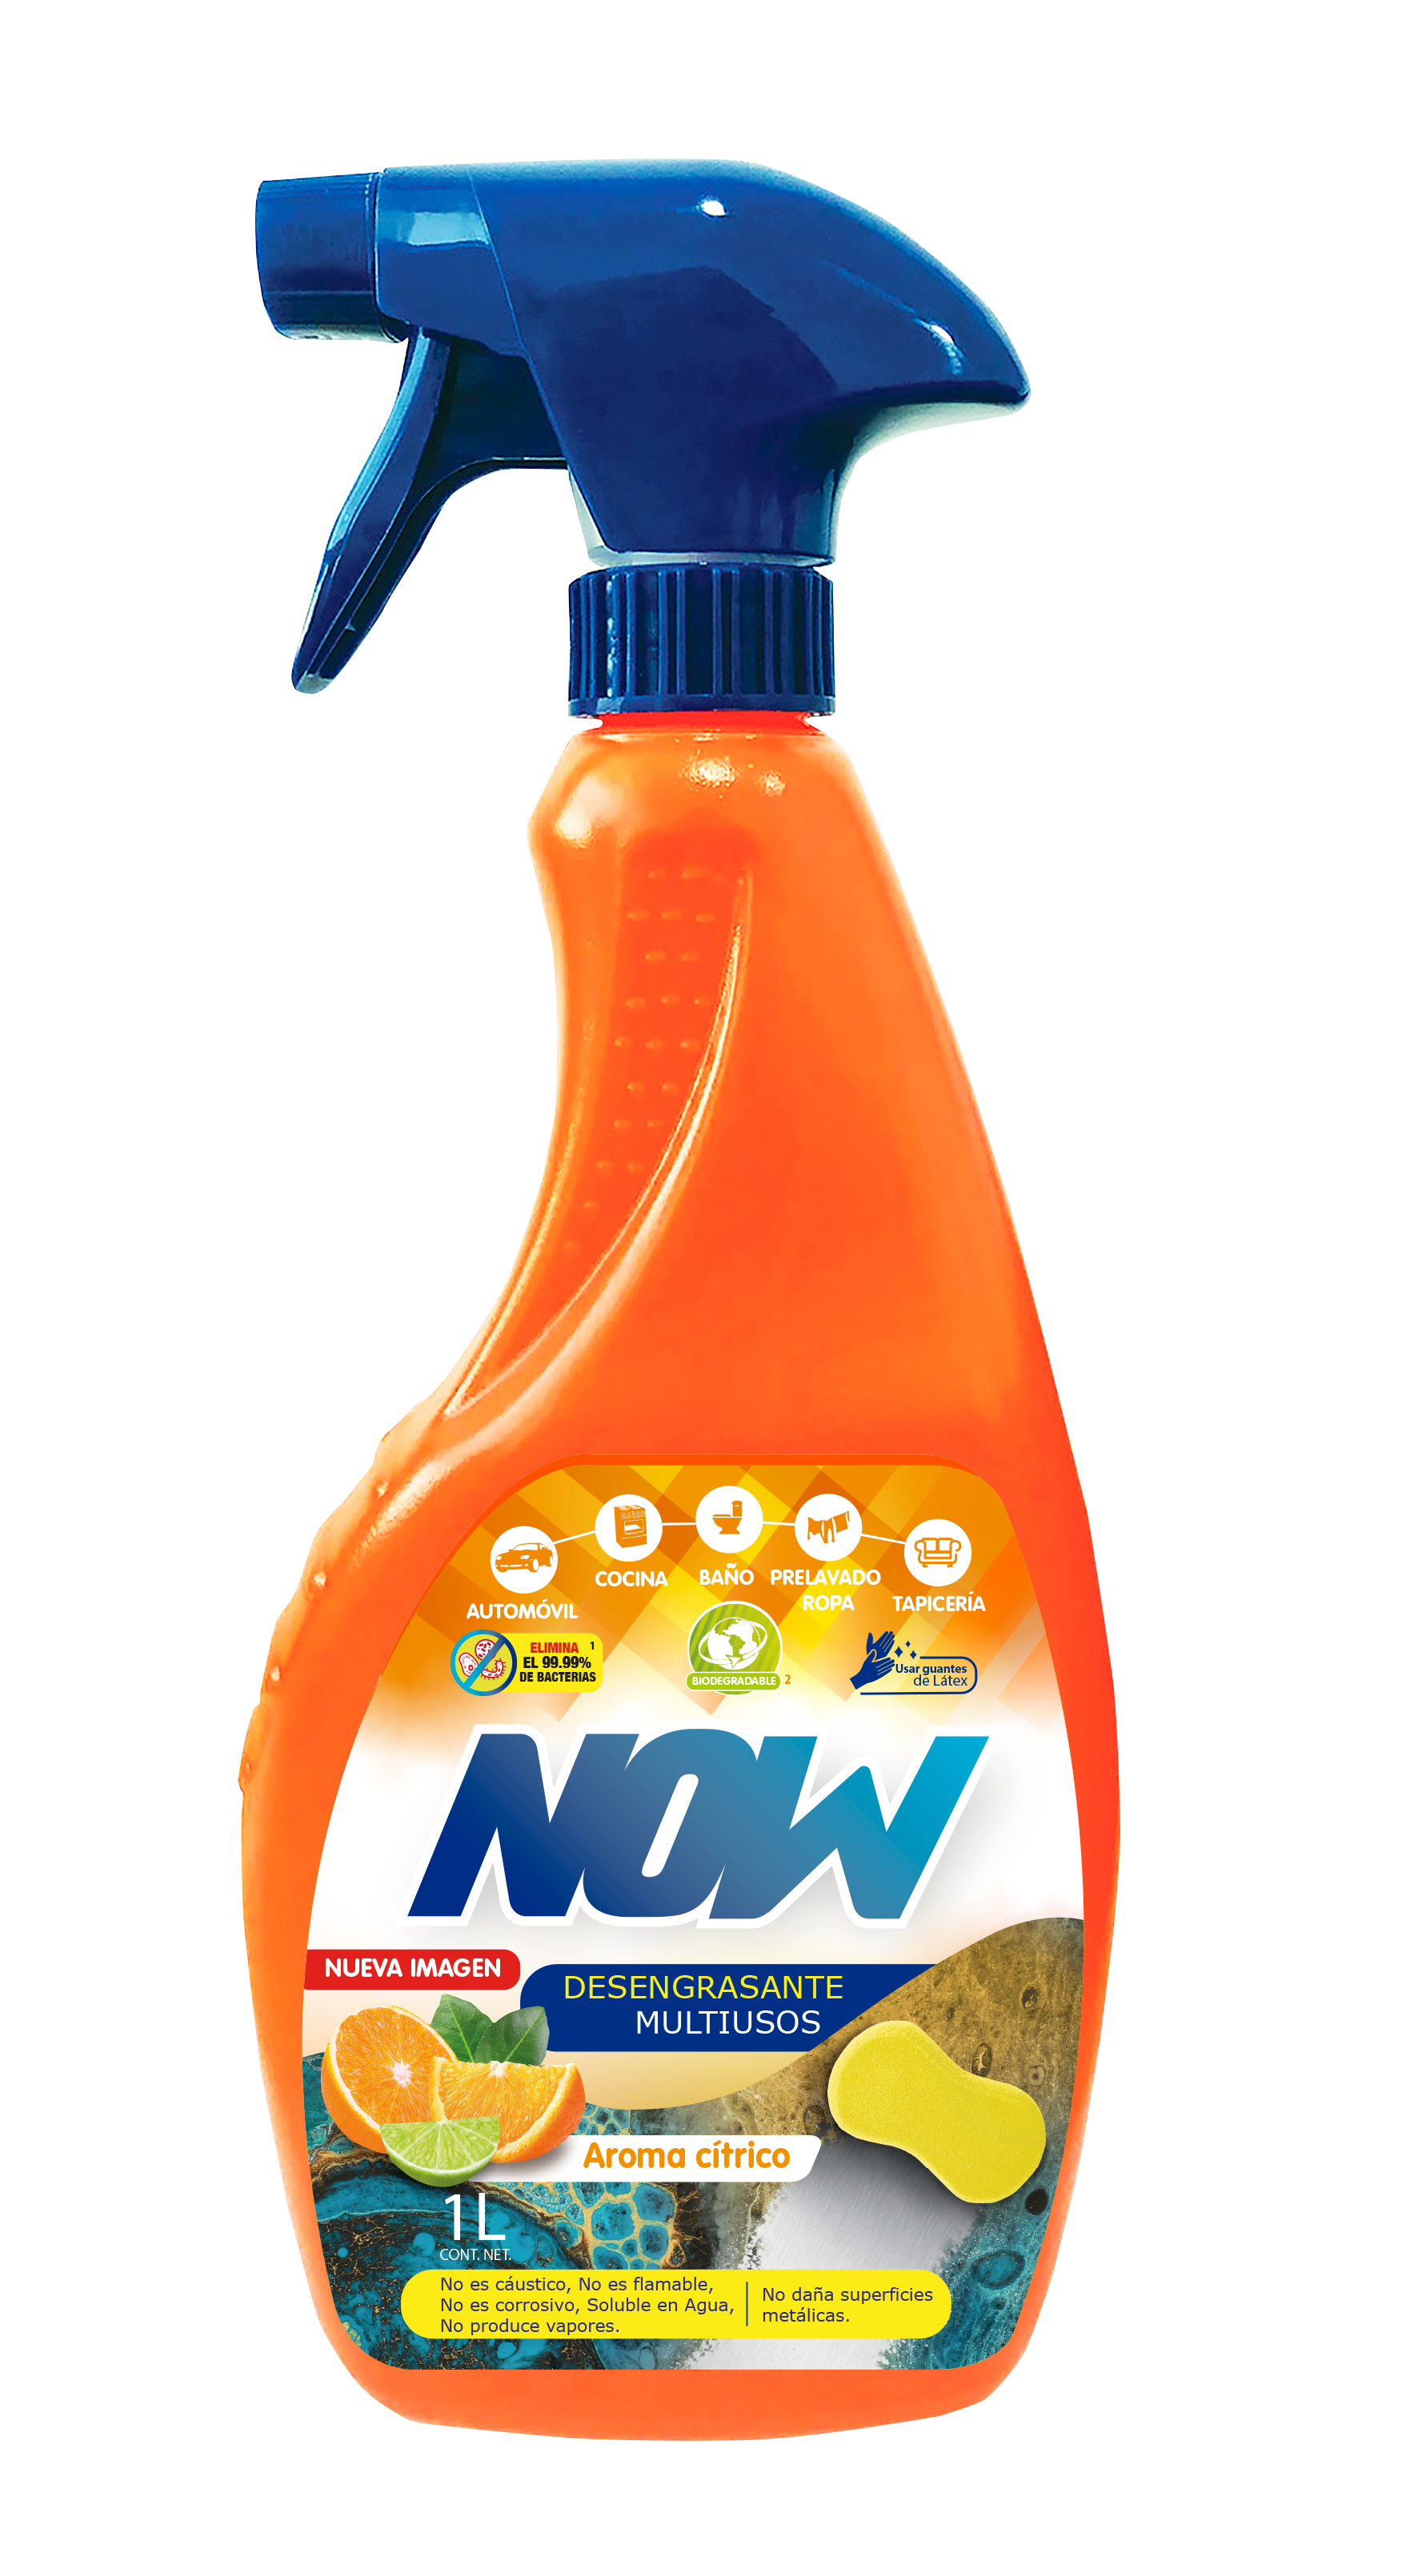 AUTOMÓVIL
COCINA
BAÑO
PRELAVADO
ROPA
TAPICERÍA
ELIMINA 1
EL 99.99%
DE BACTERIAS
BIODEGRADABLE 2
Usar guantes
de Látex
NOW
NUEVA IMAGEN
DESENGRASANTE
MULTIUSOS
Aroma cítrico
1L
CONT. NET.
No es cáustico, No es flamable,
No es corrosivo, Soluble en Agua,
No produce vapores.
No daña superficies
metálicas.